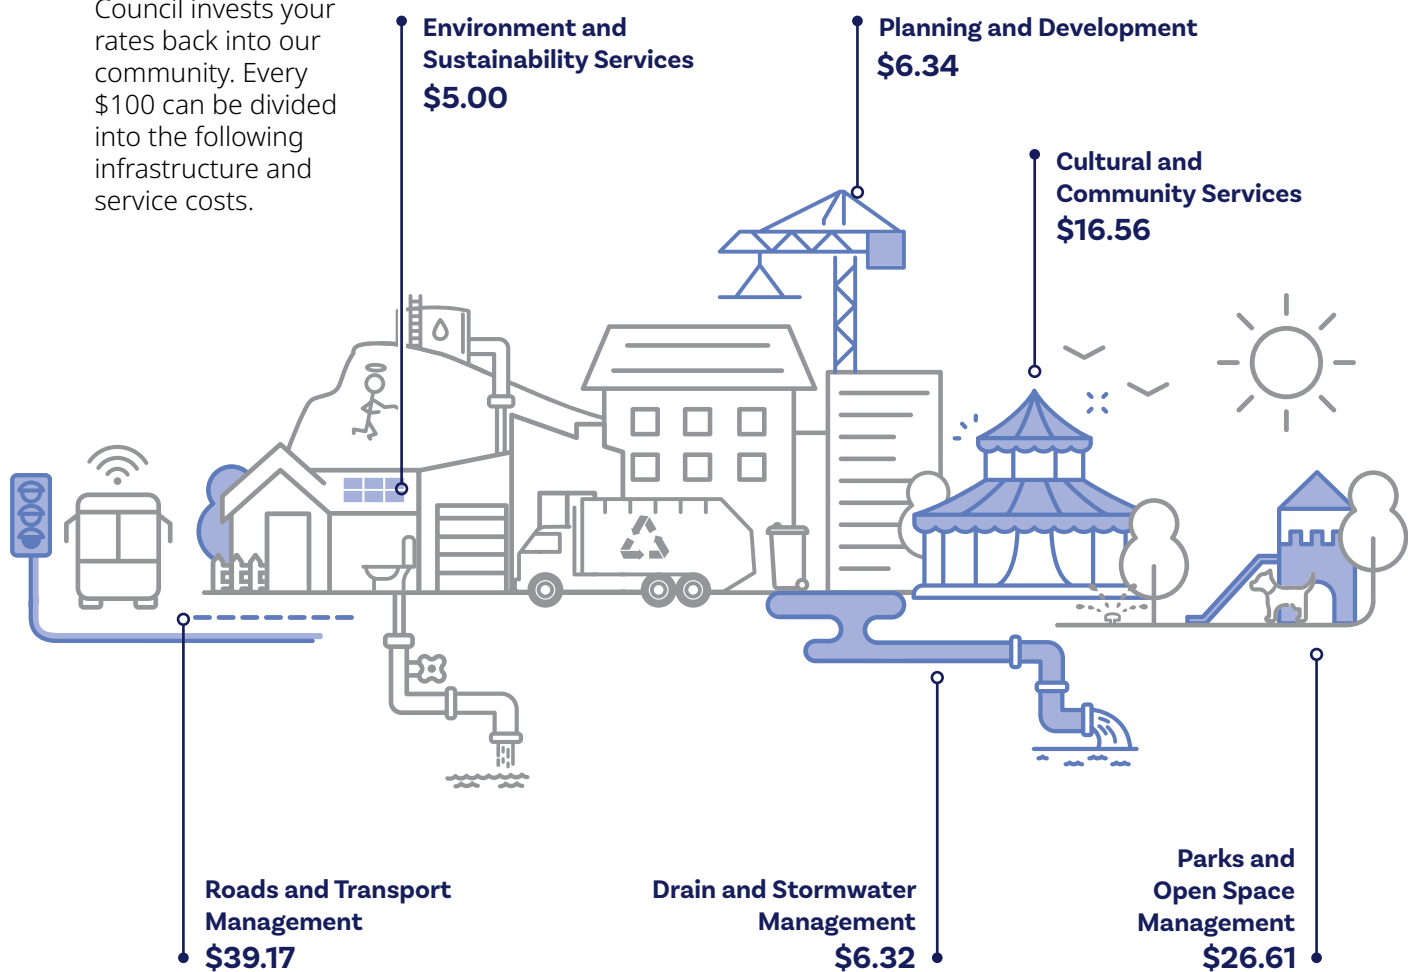 Council invests your
rates back into our
community. Every
$100 can be divided
into the following
infrastructure and
service costs.
Environment and
Sustainability Services
$5.00
Planning and Development
$6.34
Cultural and
Community Services
$16.56
Roads and Transport
Management
$39.17
Drain and Stormwater
Management
$6.32
Parks and
Open Space
Management
$26.61